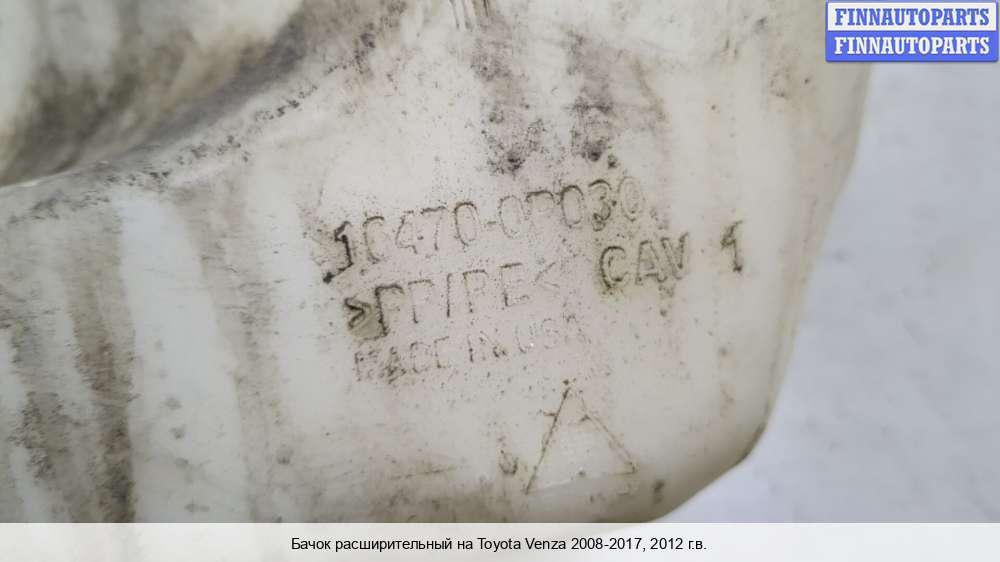 FINNAUTOPARTS
FINNAUTOPARTS
16470-0P030
>PP/PE< CAV 1
MADE IN USA
Бачок расширительный на Toyota Venza 2008-2017, 2012 г.в.